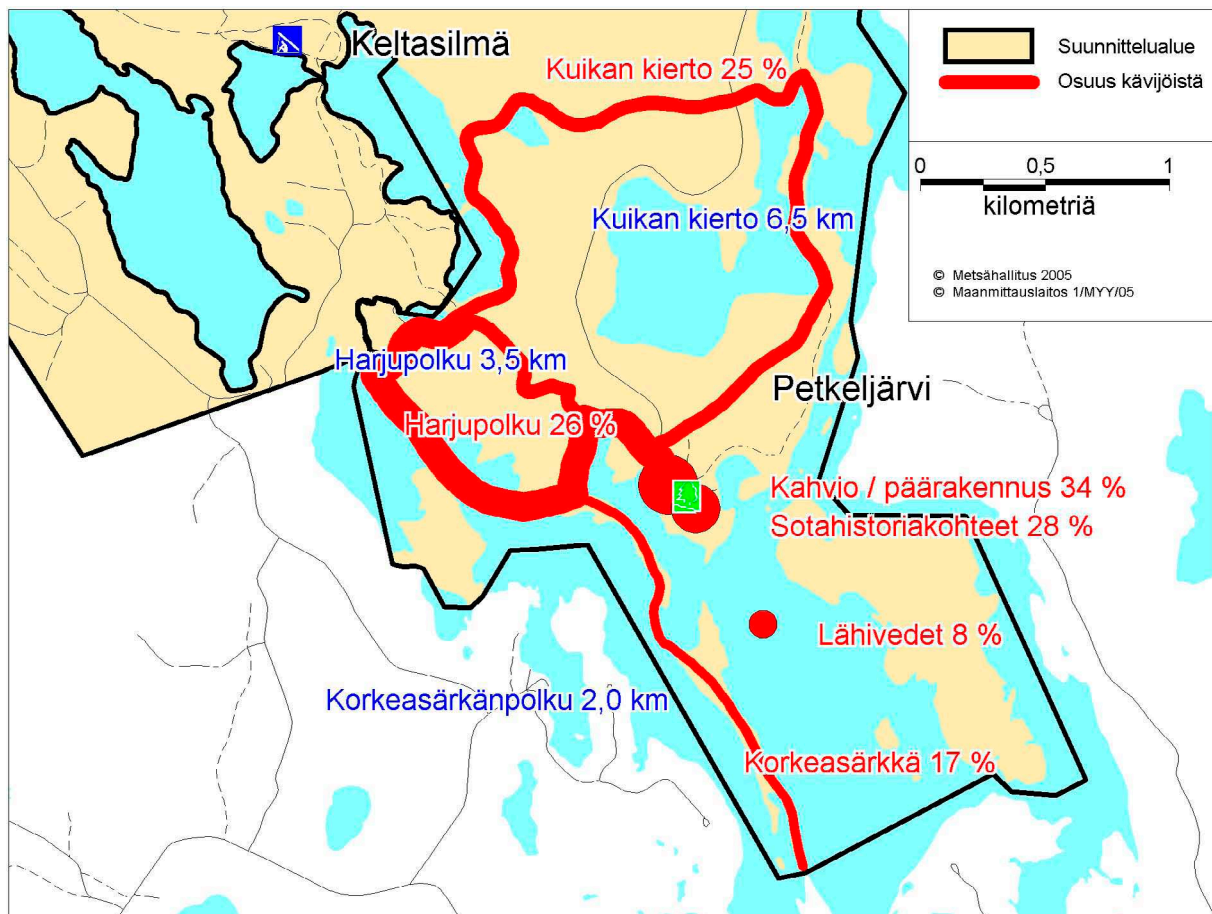 Keltasilmä
Kuikan kierto 25 %
Suunnittelualue
Osuus kävijöistä
0 0,5 1
kilometriä
© Metsähallitus 2005
© Maanmittauslaitos 1/MYY/05
Kuikan kierto 6,5 km
Harjupolku 3,5 km
Petkeljärvi
Harjupolku 26 %
Kahvio / päärakennus 34 %
Sotahistoriakohteet 28 %
Lähivedet 8 %
Korkeasärkänpolku 2,0 km
Korkeasärkkä 17 %